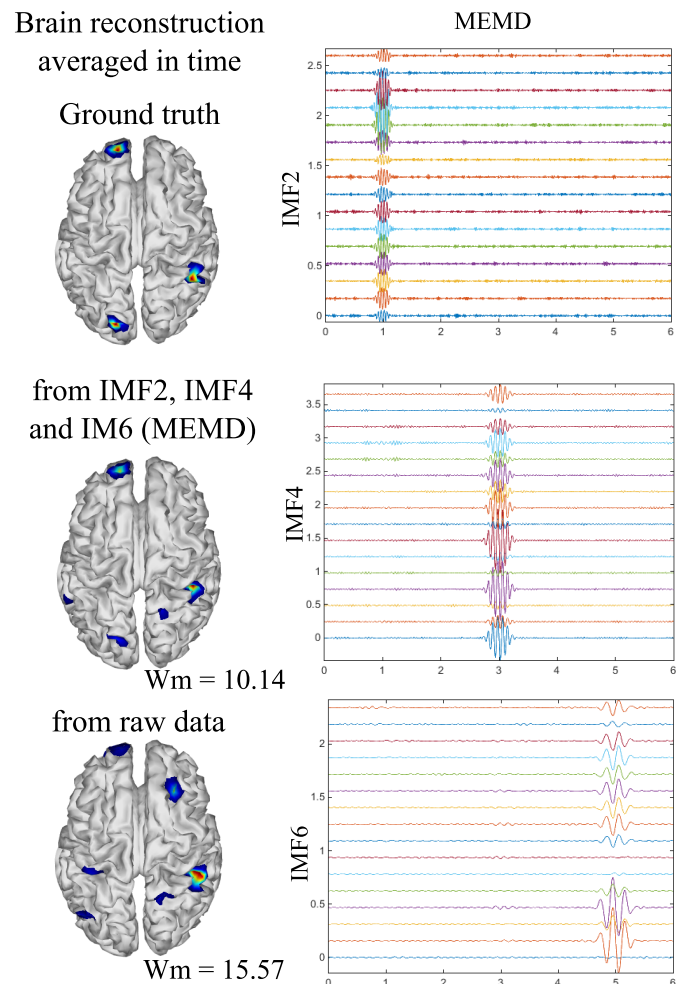 Brain reconstruction
averaged in time
Ground truth
from IMF2, IMF4
and IM6 (MEMD)
Wm = 10.14
from raw data
Wm = 15.57
MEMD
IMF2
2.5
2
1.5
1
0.5
0
0 1 2 3 4 5 6
IMF4
3.5
3
2.5
2
1.5
1
0.5
0
0 1 2 3 4 5 6
IMF6
2
1.5
1
0.5
0
0 1 2 3 4 5 6